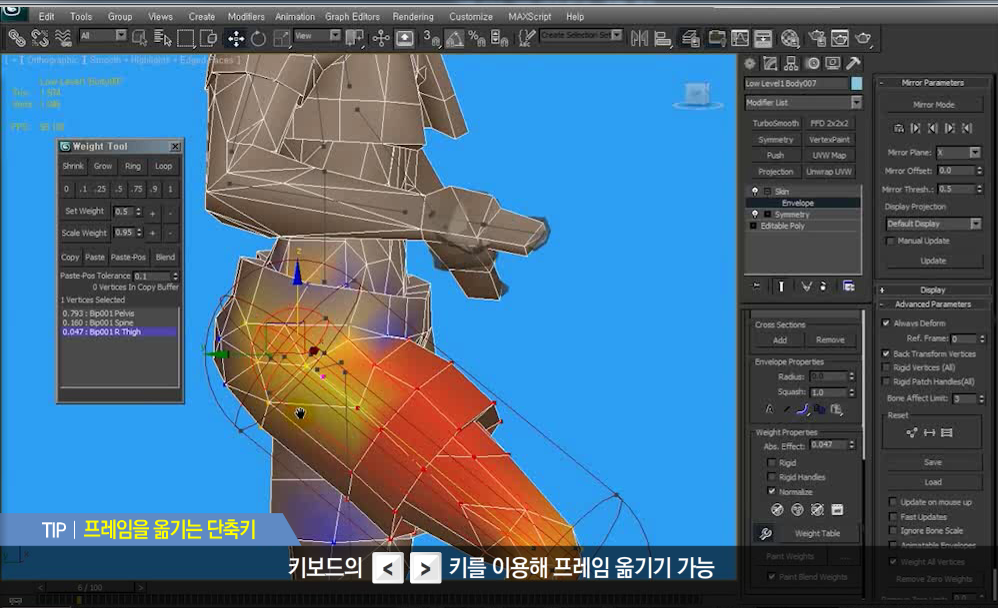 Edit Tools Group Views Create Modifiers Animation Graph Editors Rendering Customize MAXScript Help
All
View
Create Selection Set
[ + [ Orthographic ] [ Smooth + Highlights + Edged Faces ]
Low Level1 Body007
Weight Tool
Shrink Grow Ring Loop
0 .1 .25 .5 .75 .9 1
Set Weight 0.5 + -
Scale Weight 0.95 + -
Copy Paste Paste-Pos Blend
Paste-Pos Tolerance 0.1
0 Vertices In Copy Buffer
1 Vertices Selected
0.793 : Bip001 Pelvis
0.160 : Bip001 Spine
0.047 : Bip001 R Thigh
Low Level1 Body007
Modifier List
TurboSmooth FFD 2x2x2
Symmetry VertexPaint
Push UVW Map
Projection Unwrap UVW
Skin
Envelope
Symmetry
Editable Poly
Cross Sections
Add Remove
Envelope Properties
Radius: 0.0
Squash: 1.0
Weight Properties
Abs. Effect: 0.047
Rigid
Rigid Handles
Normalize
Weight Table
Paint Weights ...
Paint Blend Weights
Mirror Parameters
Mirror Mode
Mirror Plane: X
Mirror Offset: 0.0
Mirror Thresh.: 0.5
Display Projection
Default Display
Manual Update
Update
+ Display
- Advanced Parameters
Always Deform
Ref. Frame: 0
Back Transform Vertices
Rigid Vertices (All)
Rigid Patch Handles(All)
Bone Affect Limit: 3
Reset
Save
Load
Update on mouse up
Fast Updates
Ignore Bone Scale
Animatable Envelopes
Weight All Vertices
Remove Zero Weights
TIP | 프레임을 옮기는 단축키
키보드의 < > 키를 이용해 프레임 옮기기 가능
< 6 / 100 >